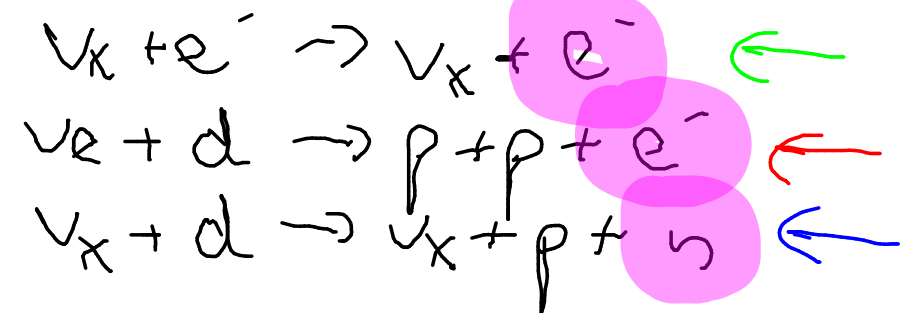 νx + e⁻ → νx + e⁻
νe + d → p + p + e⁻
νx + d → νx + p + n